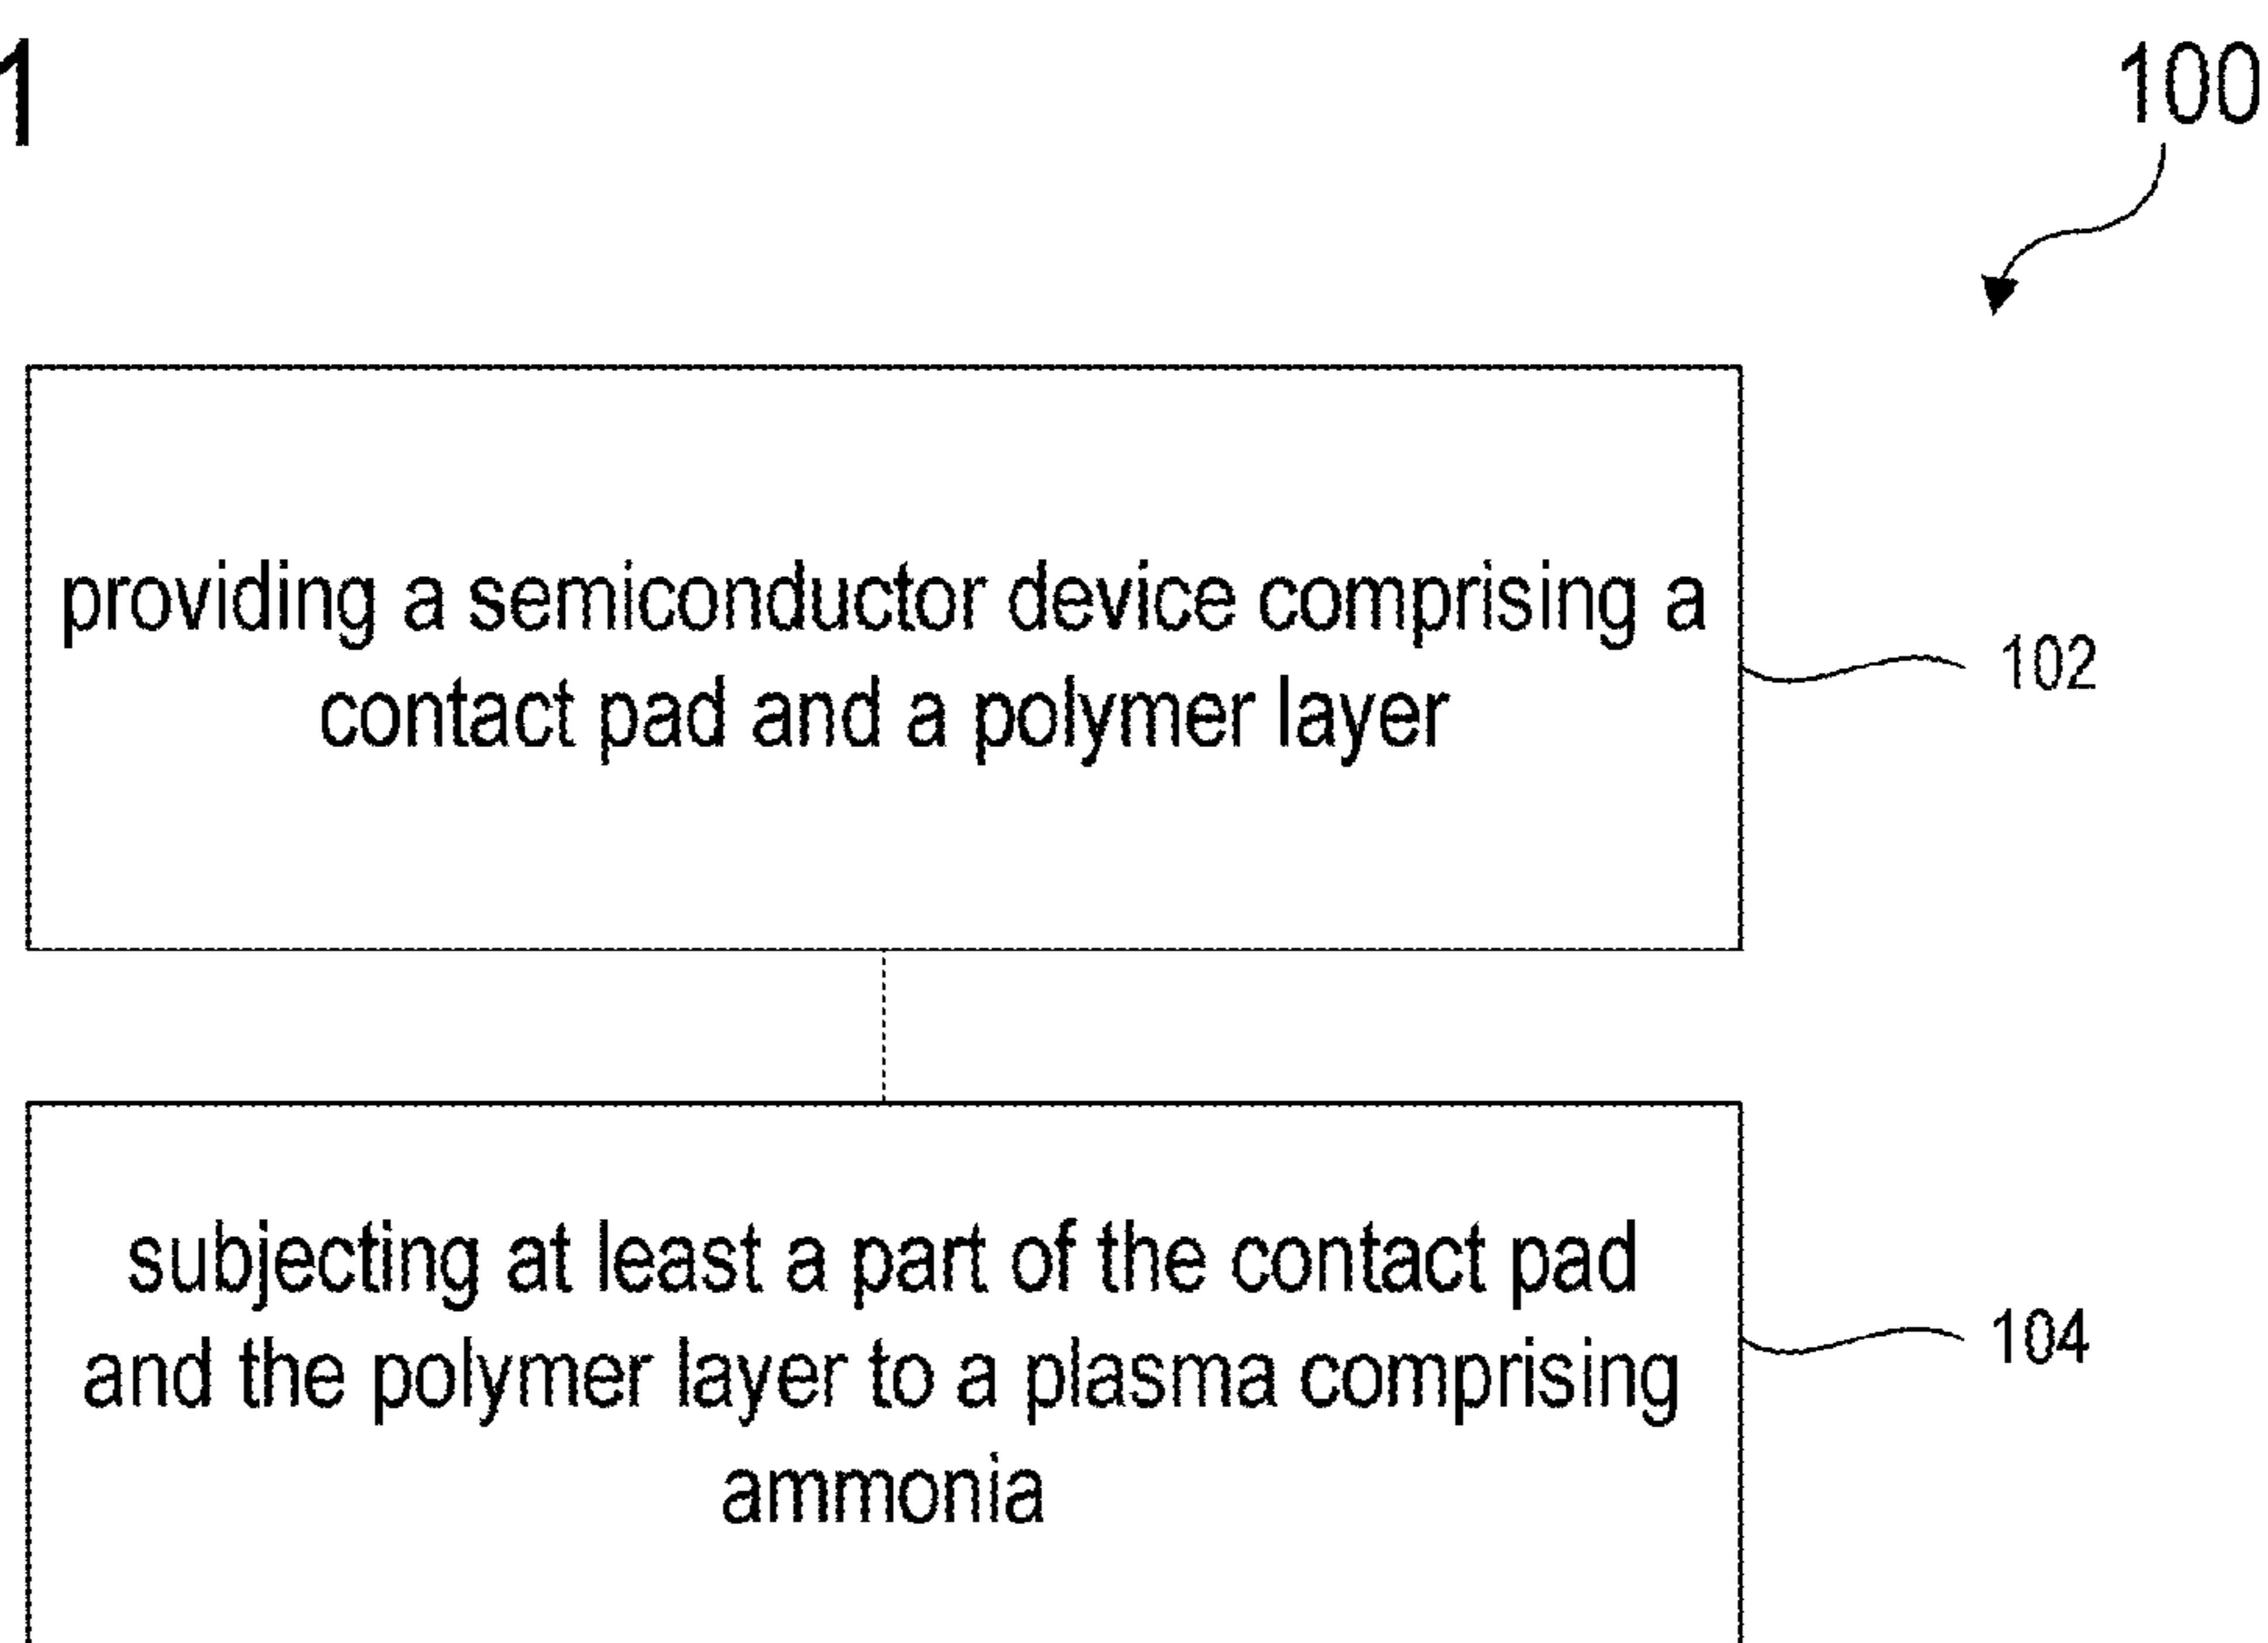 1
100
providing a semiconductor device comprising a
contact pad and a polymer layer
102
subjecting at least a part of the contact pad
and the polymer layer to a plasma comprising
ammonia
104